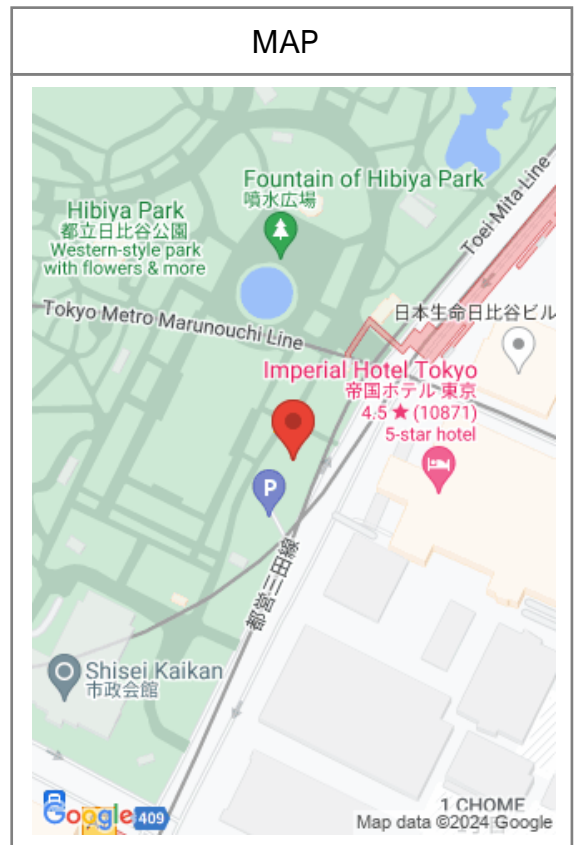 MAP
Fountain of Hibiya Park
噴水広場
Hibiya Park
都立日比谷公園
Western-style park
with flowers & more
Toei Mita Line
Tokyo Metro Marunouchi Line
日本生命日比谷ビル
Imperial Hotel Tokyo
帝国ホテル 東京
4.5 ★ (10871)
5-star hotel
P
都営三田線
Shisei Kaikan
市政会館
Google
409
1 CHOME
Map data ©2024 Google